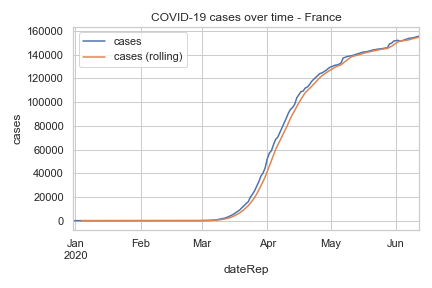 COVID-19 cases over time - France
cases
cases (rolling)
160000
140000
120000
100000
80000
60000
40000
20000
0
cases
Jan
2020
Feb
Mar
Apr
May
Jun
dateRep